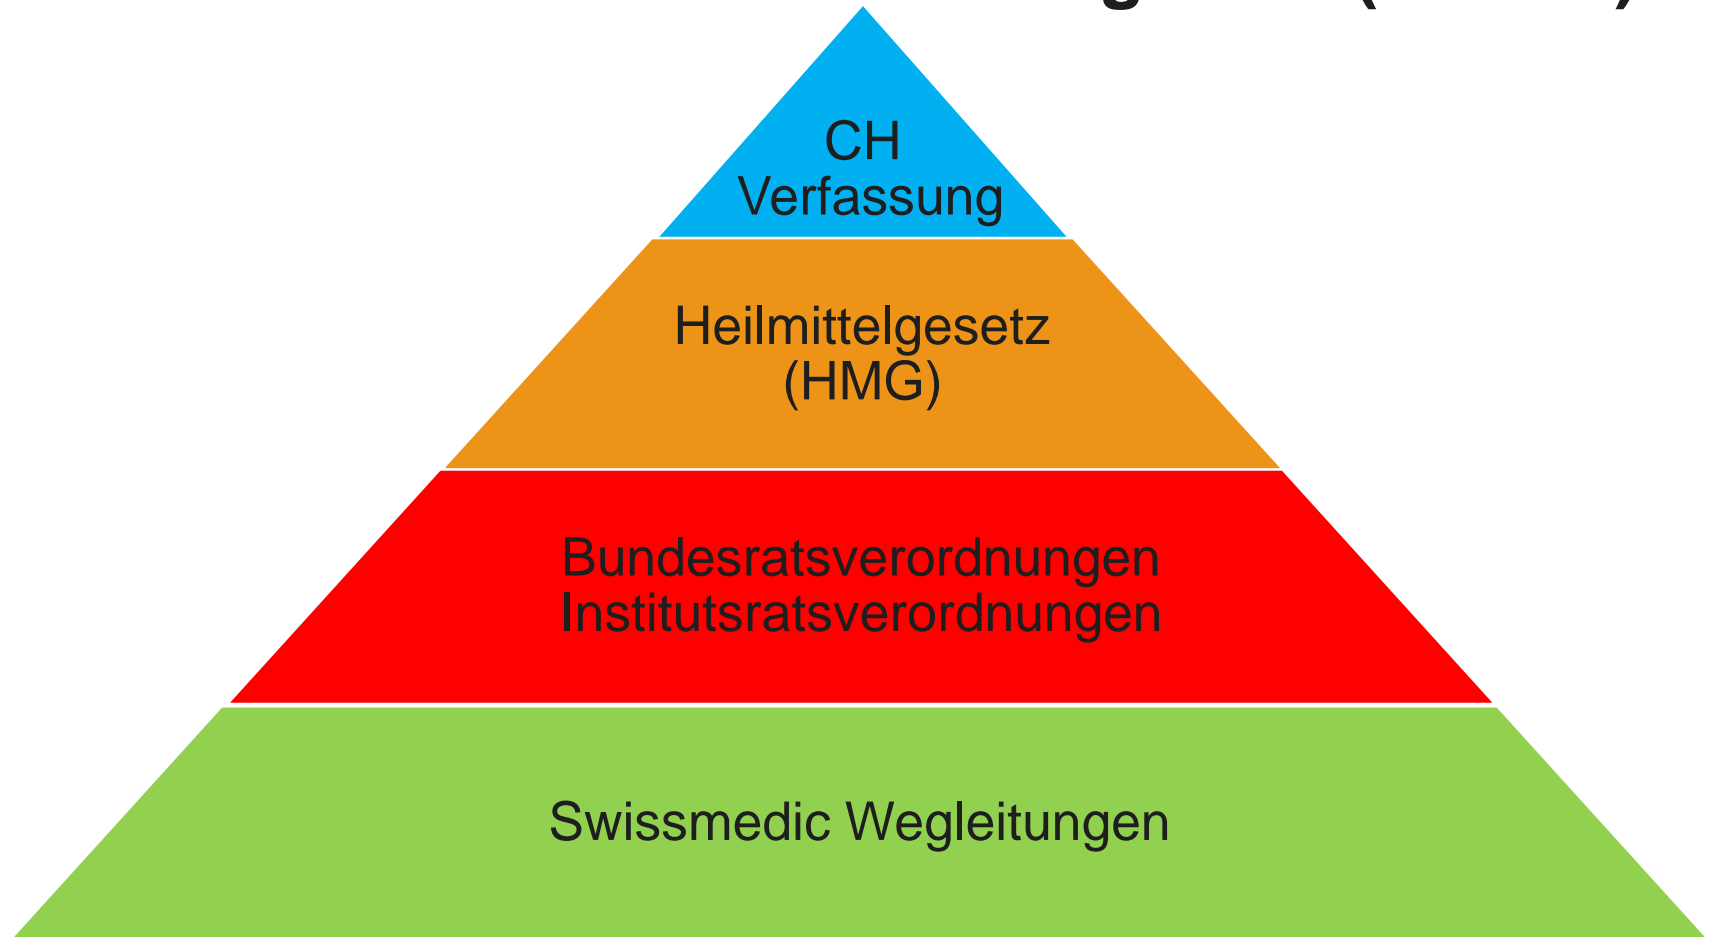 CH
Verfassung
Heilmittelgesetz
(HMG)
Bundesratsverordnungen
Institutsratsverordnungen
Swissmedic Wegleitungen